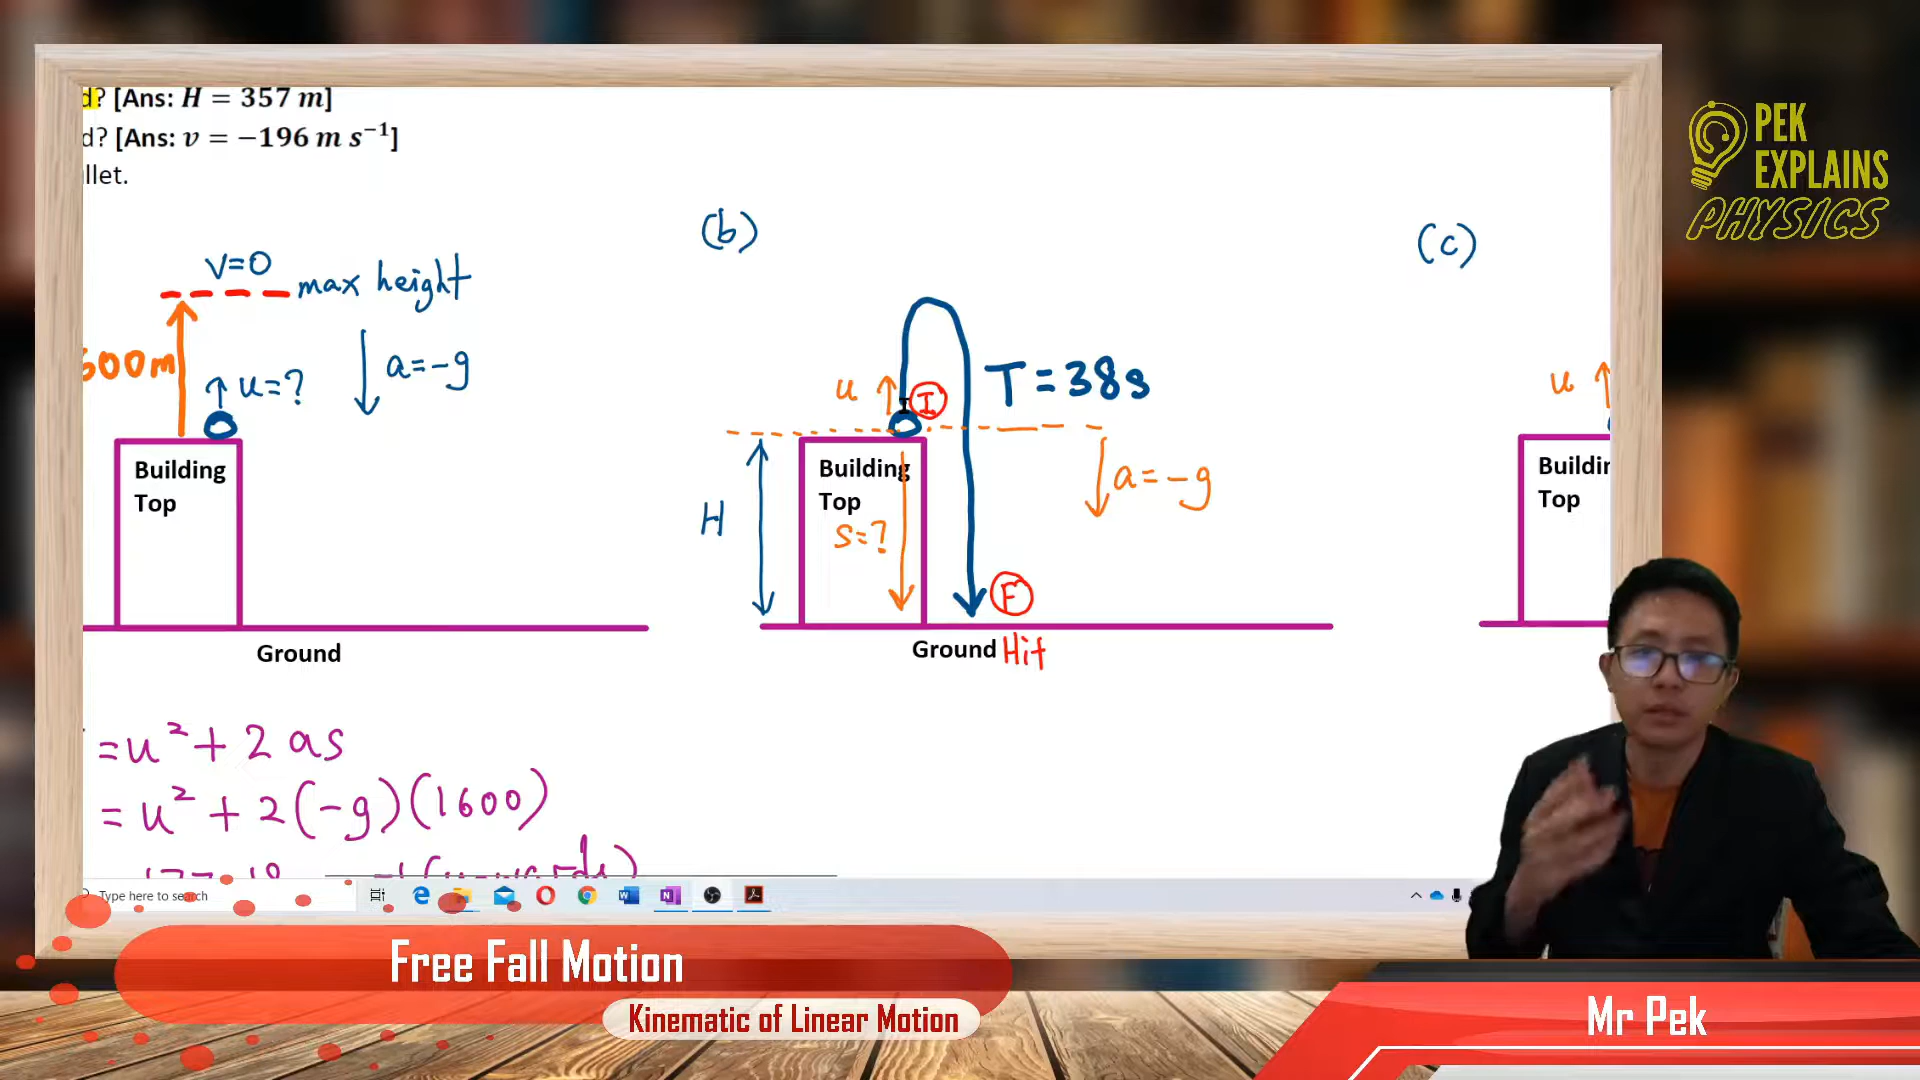 d? [Ans: H = 357 m]
d? [Ans: v = −196 m s⁻¹]
llet.
PEK
EXPLAINS
PHYSICS
v=0
max height
600m
u=?
a=-g
Building
Top
Ground
=u²+2as
=u²+2(-g)(1600)
(b)
u
I
T=38s
H
Building
Top
s=?
a=-g
F
Ground Hit
(c)
u
Buildin
Top
Type here to search
Free Fall Motion
Kinematic of Linear Motion
Mr Pek